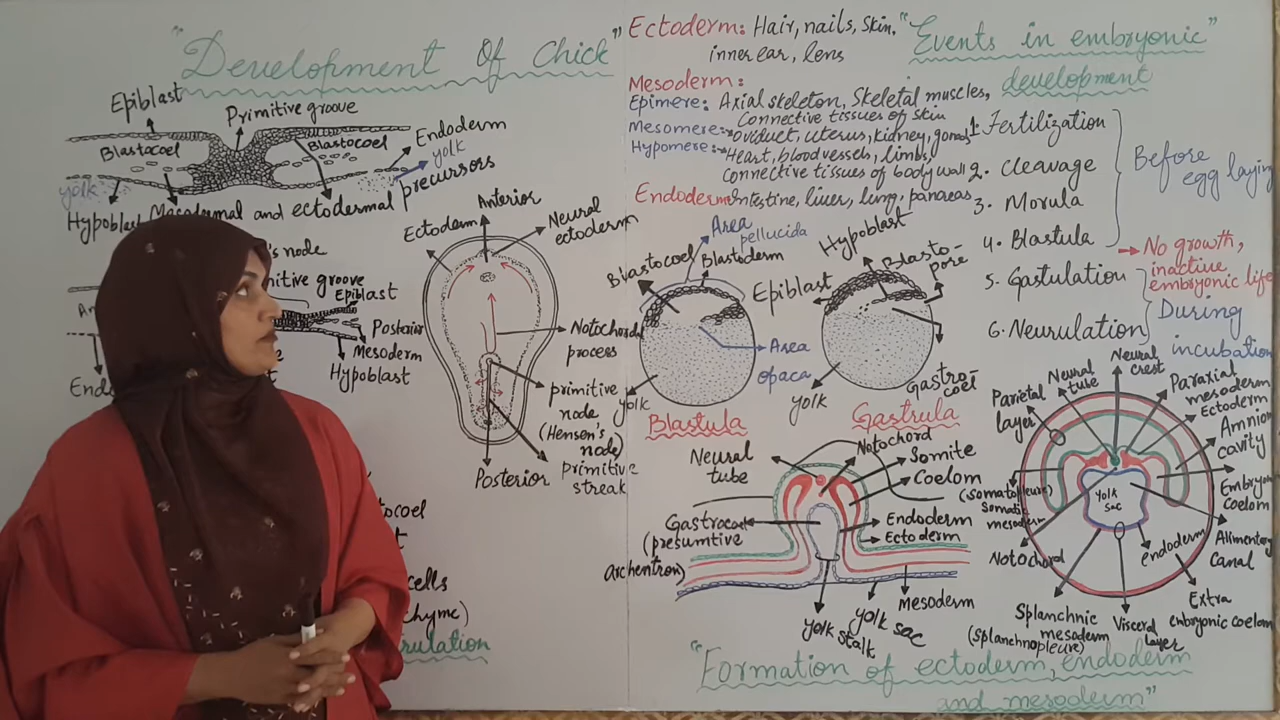 "Development Of Chick"
Epiblast
Primitive groove
Blastocoel
Blastocoel
Endoderm
yolk
precursors
yolk
Hypoblast
Mesodermal and ectodermal
's node
groove
Epiblast
Posterior
Mesoderm
Hypoblast
Anterior
Ectoderm
Neural
ectoderm
Notochordal
process
primitive
node
(Hensen's
node)
primitive
streak
Posterior
cells
Ectoderm: Hair, nails, skin,
inner ear, lens
Mesoderm:
Epimere: Axial skeleton, Skeletal muscles,
Connective tissues of skin
Mesomere: oviduct, uterus, kidney, gonad
Hypomere: Heart, blood vessels, limbs,
Connective tissues of body wall
Endoderm Intestine, liver, lung, pancreas
"Events in embryonic"
development
1. Fertilization
2. Cleavage
3. Morula
4. Blastula
Before
egg laying
No growth,
inactive
embryonic life
5. Gastulation
6. Neurulation
During
incubation
Area
pellucida
Blastocoel
Blastoderm
Area
opaca
yolk
Blastula
Hypoblast
Blasto-
pore
Epiblast
Gastro-
coel
yolk
Gastrula
Neural
tube
Notochord
Somite
Coelom
Gastrocoel
(presumtive
archentron)
Endoderm
Ectoderm
Mesoderm
yolk
stalk
yolk sac
Parietal
layer
Neural
tube
Neural
crest
Paraxial
mesoderm
Ectoderm
Amnion
cavity
Embryonic
coelom
Alimentary
canal
yolk
sac
(somatopleure)
somatic
mesoderm
Notochord
endoderm
Extra
embryonic coelom
Splanchnic
mesoderm
(splanchnopleure)
Visceral
layer
"Formation of ectoderm, endoderm
and mesoderm"